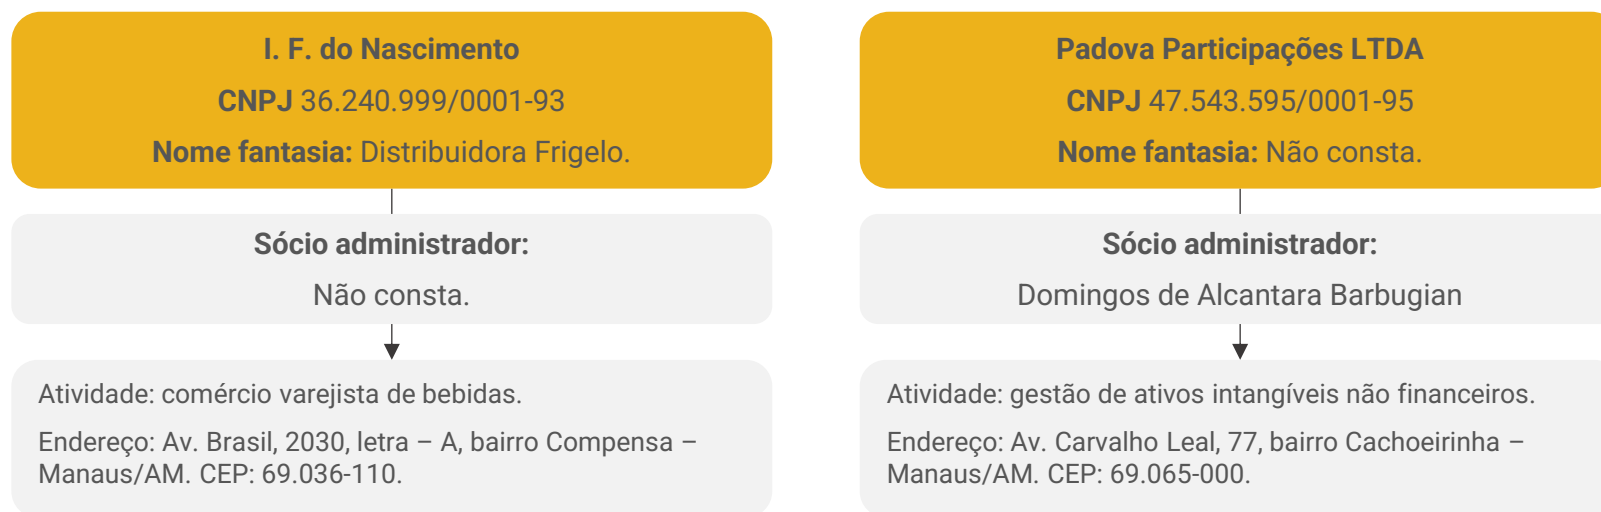 I. F. do Nascimento
CNPJ 36.240.999/0001-93
Nome fantasia: Distribuidora Frigelo.
Sócio administrador:
Não consta.
Atividade: comércio varejista de bebidas.
Endereço: Av. Brasil, 2030, letra – A, bairro Compensa –
Manaus/AM. CEP: 69.036-110.
Padova Participações LTDA
CNPJ 47.543.595/0001-95
Nome fantasia: Não consta.
Sócio administrador:
Domingos de Alcantara Barbugian
Atividade: gestão de ativos intangíveis não financeiros.
Endereço: Av. Carvalho Leal, 77, bairro Cachoeirinha –
Manaus/AM. CEP: 69.065-000.